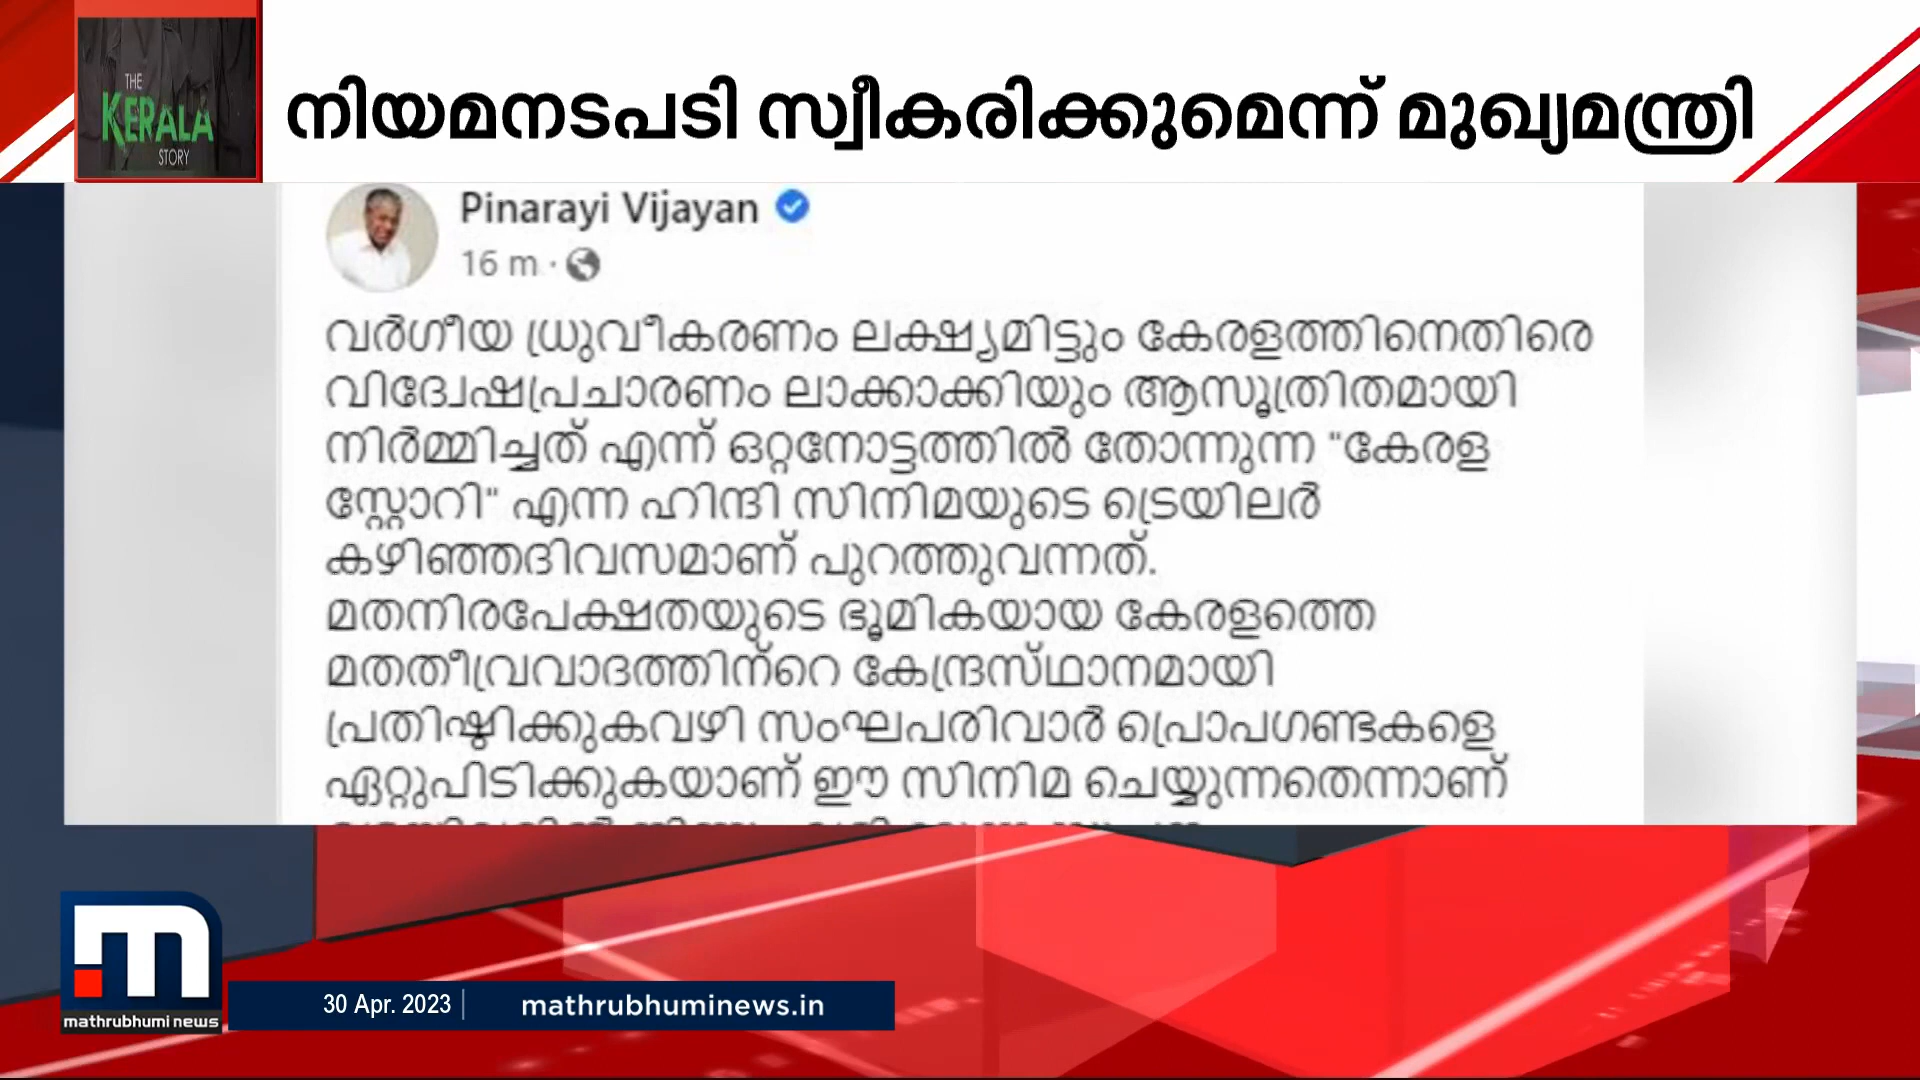 THE
KERALA
STORY
നിയമനടപടി സ്വീകരിക്കുമെന്ന് മുഖ്യമന്ത്രി
Pinarayi Vijayan
16 m ·
വർഗീയ ധ്രുവീകരണം ലക്ഷ്യമിട്ടും കേരളത്തിനെതിരെ
വിദ്വേഷപ്രചാരണം ലാക്കാക്കിയും ആസൂത്രിതമായി
നിർമ്മിച്ചത് എന്ന് ഒറ്റനോട്ടത്തിൽ തോന്നുന്ന "കേരള
സ്റ്റോറി" എന്ന ഹിന്ദി സിനിമയുടെ ട്രെയിലർ
കഴിഞ്ഞദിവസമാണ് പുറത്തുവന്നത്.
മതനിരപേക്ഷതയുടെ ഭൂമികയായ കേരളത്തെ
മതതീവ്രവാദത്തിന്റെ കേന്ദ്രസ്ഥാനമായി
പ്രതിഷ്ഠിക്കുകവഴി സംഘപരിവാർ പ്രൊപഗണ്ടകളെ
ഏറ്റുപിടിക്കുകയാണ് ഈ സിനിമ ചെയ്യുന്നതെന്നാണ്
mathrubhumi news
30 Apr. 2023
mathrubhuminews.in